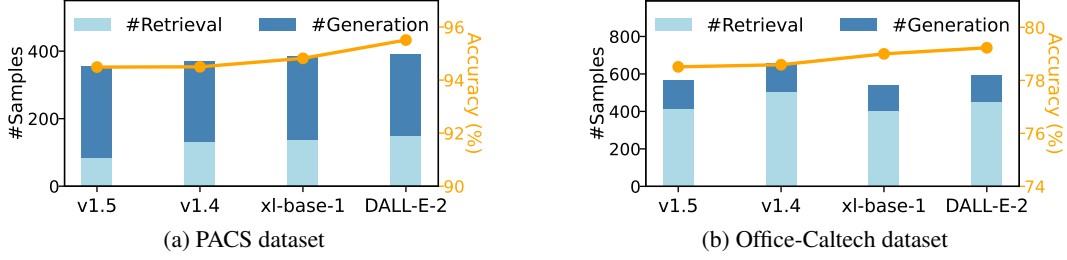 #Retrieval #Generation
#Samples
400
200
0
96
94
92
90
Accuracy (%)
v1.5 v1.4 xl-base-1 DALL-E-2
(a) PACS dataset
#Retrieval #Generation
#Samples
800
600
400
200
0
80
78
76
74
Accuracy (%)
v1.5 v1.4 xl-base-1 DALL-E-2
(b) Office-Caltech dataset